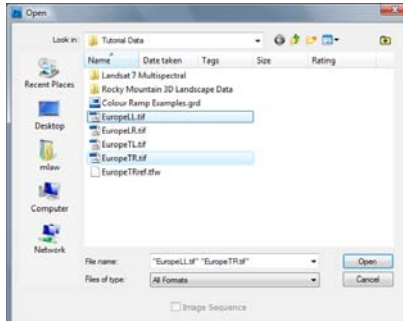 Open
Look in: Tutorial Data
Name Date taken Tags Size Rating
Recent Places
Desktop
mlaw
Computer
Network
Landsat 7 Multispectral
Rocky Mountain 3D Landscape Data
Colour Ramp Examples.grd
EuropeLL.tif
EuropeLR.tif
EuropeTL.tif
EuropeTR.tif
EuropeTRref.tfw
File name: "EuropeLL.tif" "EuropeTR.tif"
Open
Files of type: All Formats
Cancel
Image Sequence